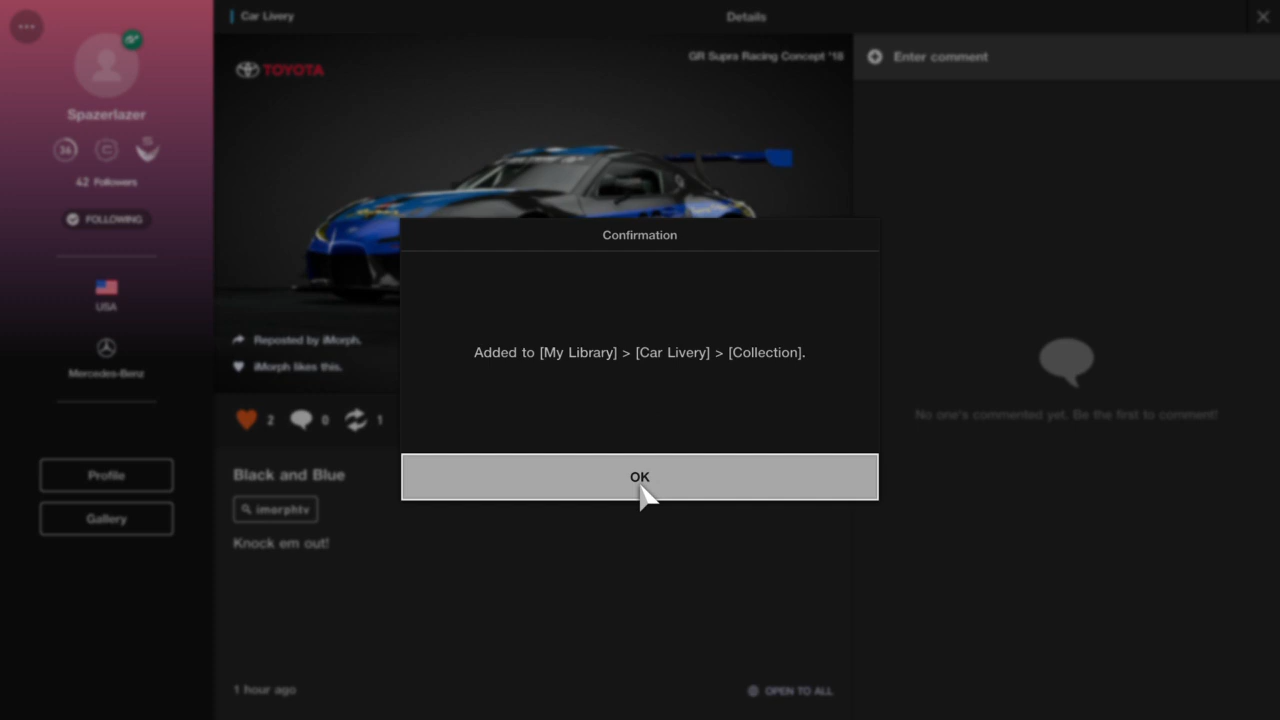 Car Livery
Details
Spazerlazer
42 Followers
FOLLOWING
USA
Mercedes-Benz
Profile
Gallery
TOYOTA
GR Supra Racing Concept '18
Reposted by iMorph.
iMorph likes this.
2
0
1
Black and Blue
imorphtv
Knock em out!
1 hour ago
OPEN TO ALL
Confirmation
Added to [My Library] > [Car Livery] > [Collection].
OK
Enter comment
No one's commented yet. Be the first to comment!